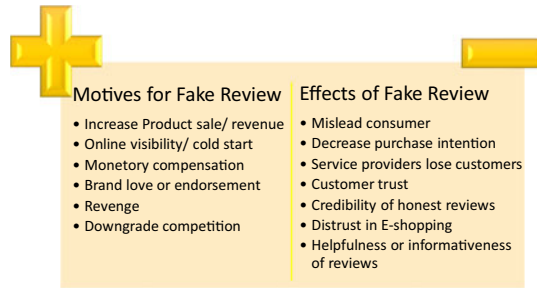 Motives for Fake Review
• Increase Product sale/ revenue
• Online visibility/ cold start
• Monetory compensation
• Brand love or endorsement
• Revenge
• Downgrade competition
Effects of Fake Review
• Mislead consumer
• Decrease purchase intention
• Service providers lose customers
• Customer trust
• Credibility of honest reviews
• Distrust in E-shopping
• Helpfulness or informativeness
of reviews